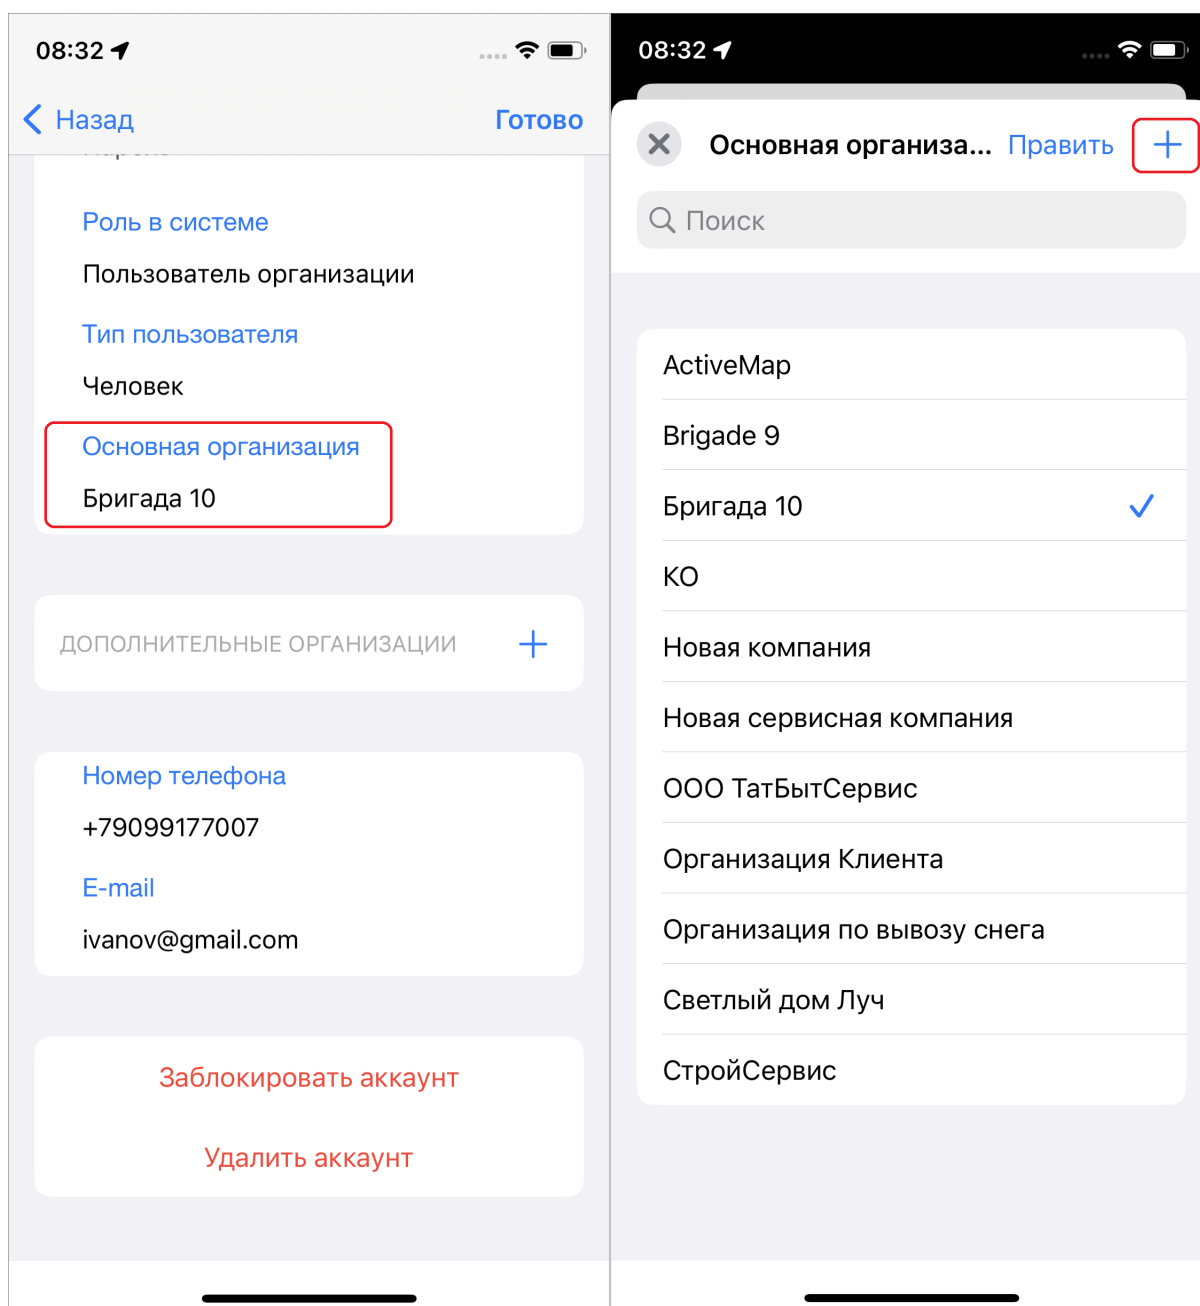 08:32
Назад
Готово
Роль в системе
Пользователь организации
Тип пользователя
Человек
Основная организация
Бригада 10
ДОПОЛНИТЕЛЬНЫЕ ОРГАНИЗАЦИИ
Номер телефона
+79099177007
E-mail
ivanov@gmail.com
Заблокировать аккаунт
Удалить аккаунт
08:32
Основная организа... Править
Поиск
ActiveMap
Brigade 9
Бригада 10
КО
Новая компания
Новая сервисная компания
ООО ТатБытСервис
Организация Клиента
Организация по вывозу снега
Светлый дом Луч
СтройСервис